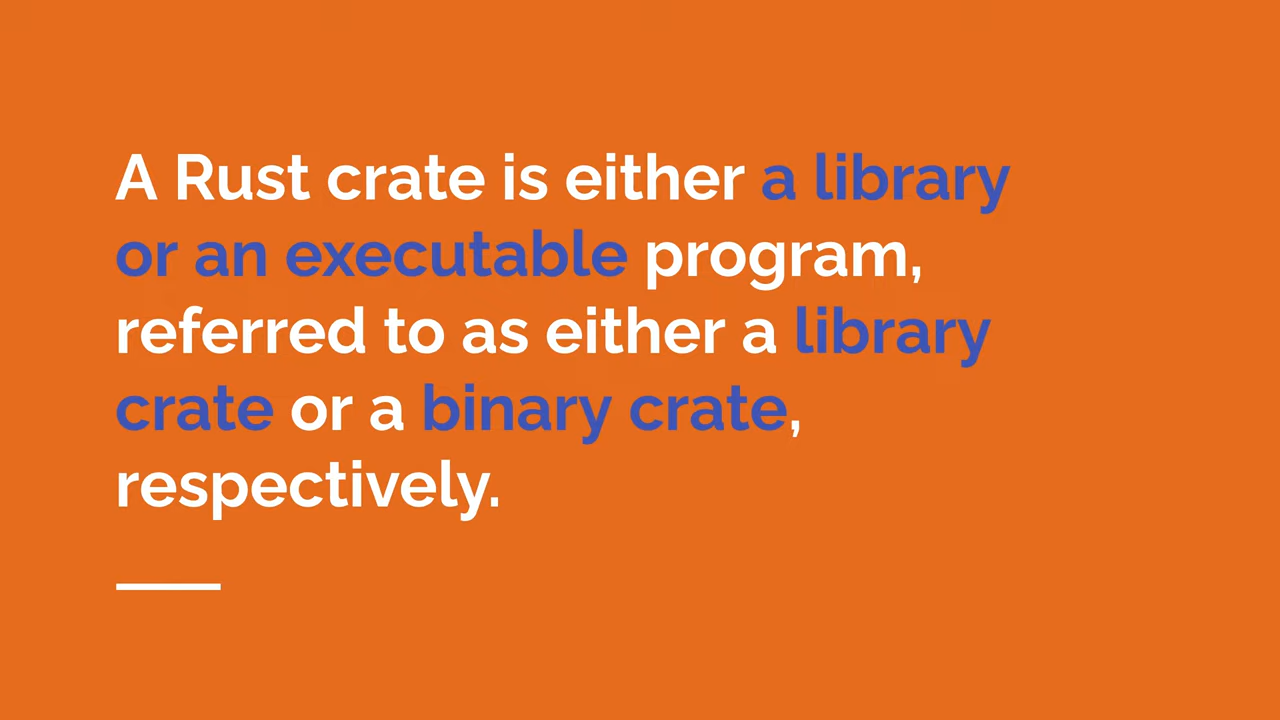 A Rust crate is either a library
or an executable program,
referred to as either a library
crate or a binary crate,
respectively.